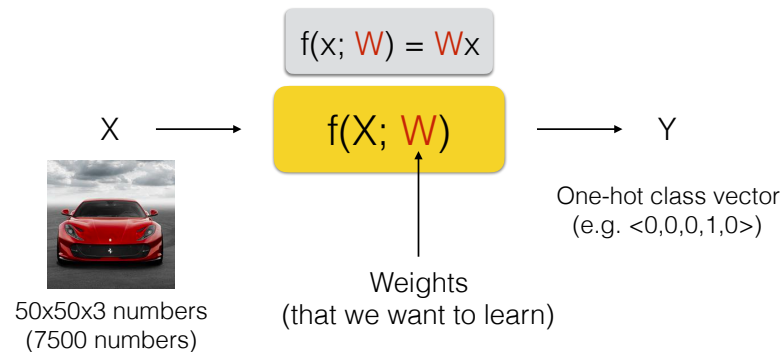 f(x; W) = Wx
X
f(X; W)
Y
One-hot class vector
(e.g. <0,0,0,1,0>)
Weights
(that we want to learn)
50x50x3 numbers
(7500 numbers)